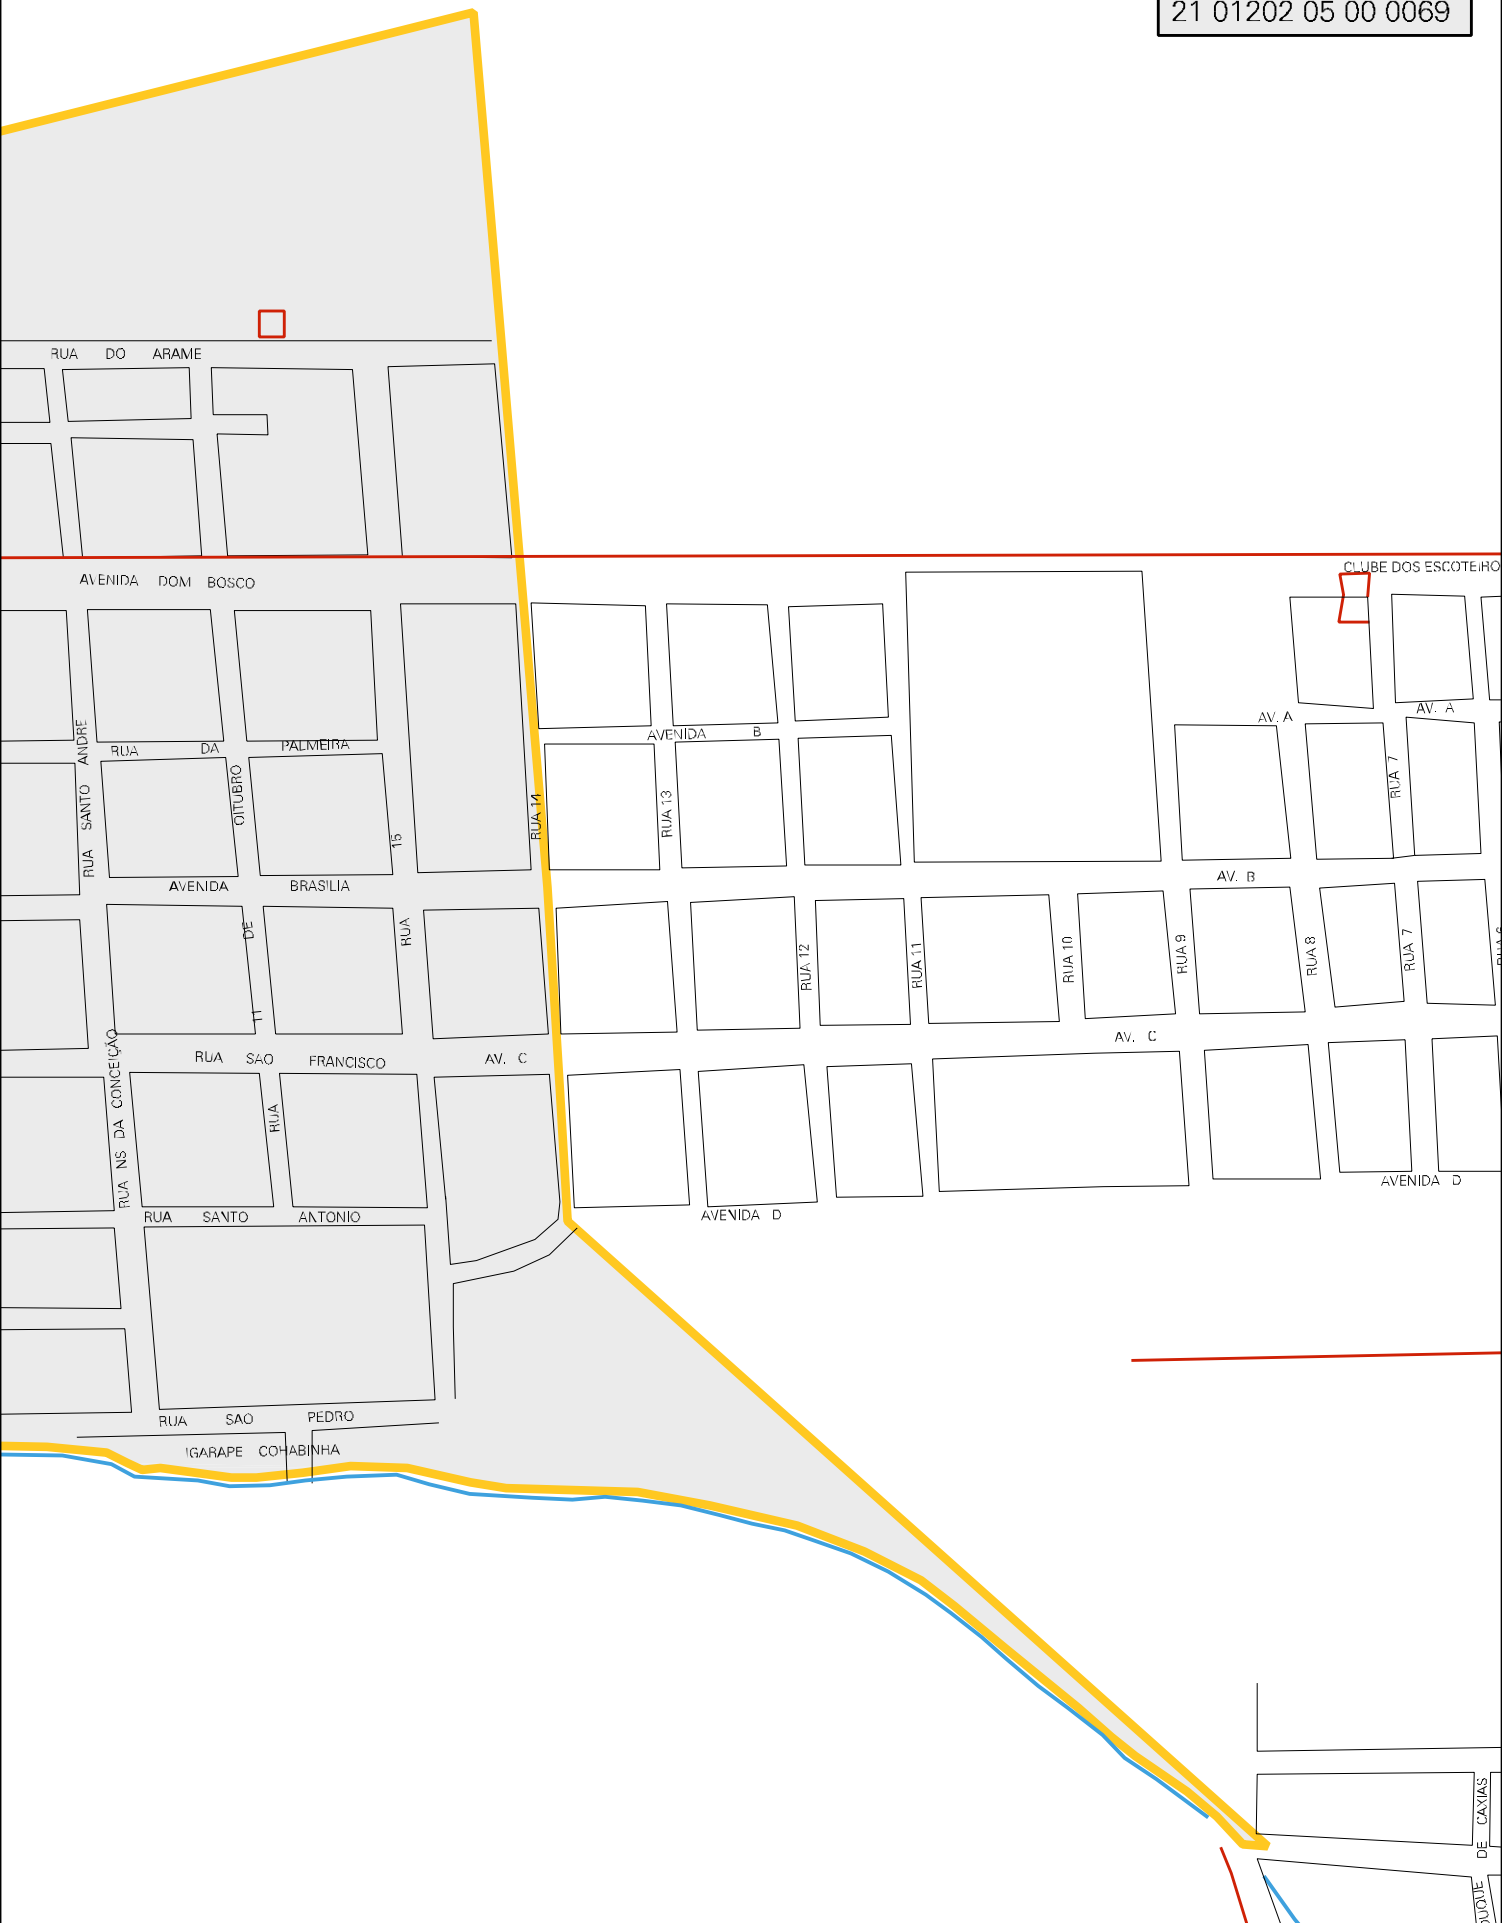 21 01202 05 00 0069
RUA DO ARAME
CLUBE DOS ESCOTEIRO
AVENIDA DOM BOSCO
AV. A
AV. A
RUA SANTO ANDRE
RUA DA PALMEIRA
AVENIDA B
RUA 7
RUA 14
RUA 13
RUA 15
AVENIDA BRASILIA
AV. B
RUA 11 DE OITUBRO
RUA 12
RUA 11
RUA 10
RUA 9
RUA 8
RUA 7
RUA NS DA CONCEIÇÃO
RUA SAO FRANCISCO
AV. C
AV. C
AVENIDA D
RUA SANTO ANTONIO
AVENIDA D
RUA SAO PEDRO
IGARAPE COHABINHA
DUQUE DE CAXIAS